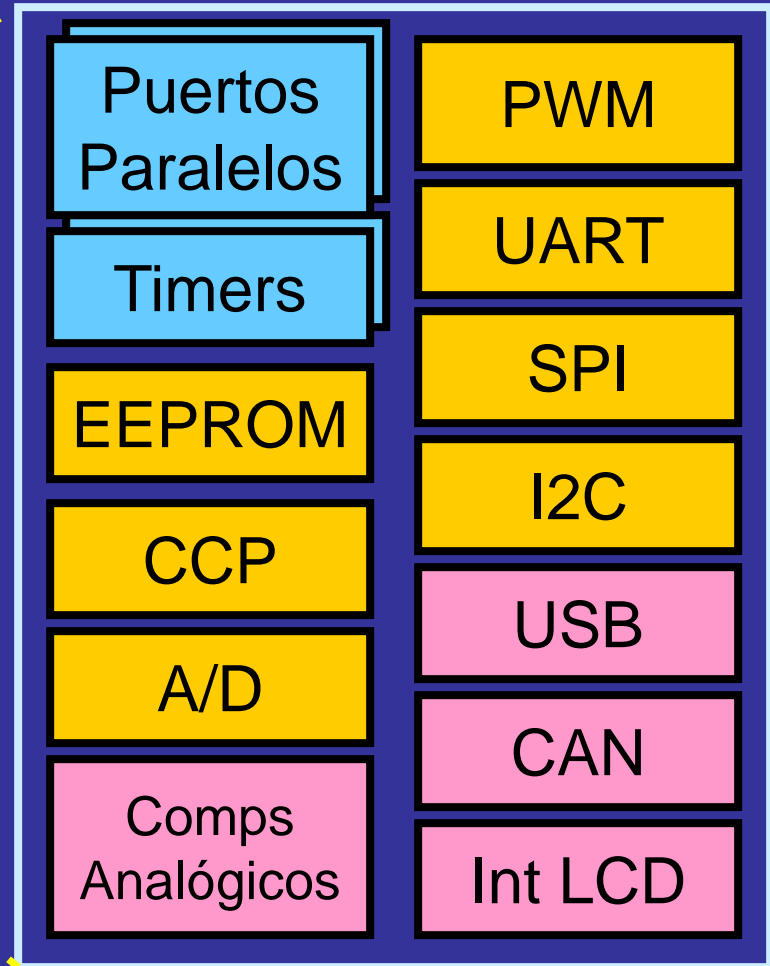 Puertos
Paralelos
Timers
EEPROM
CCP
A/D
Comps
Analógicos
PWM
UART
SPI
I2C
USB
CAN
Int LCD